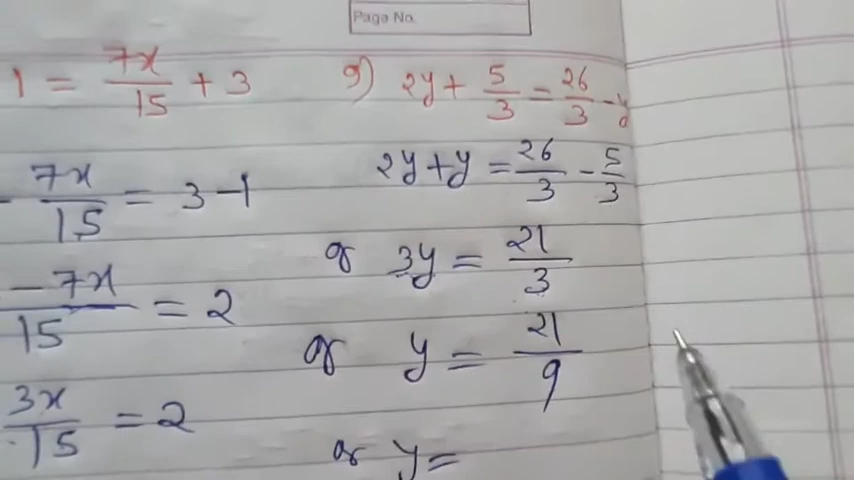 Page No.
1 = 7x/15 + 3
- 7x/15 = 3-1
- 7x/15 = 2
3x/15 = 2
9) 2y + 5/3 = 26/3 - y
2y+y = 26/3 - 5/3
or 3y = 21/3
or y = 21/9
or y =